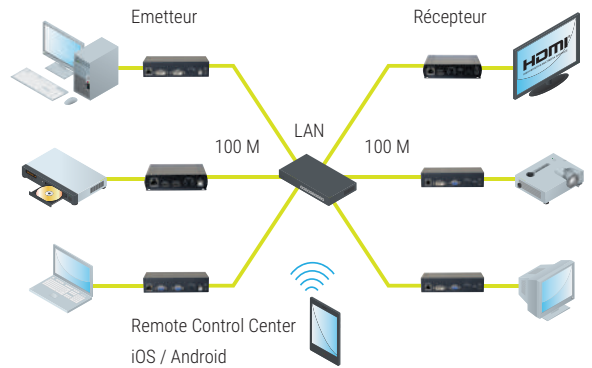 Emetteur
Récepteur
HDMI
LAN
100 M
100 M
Remote Control Center
iOS / Android